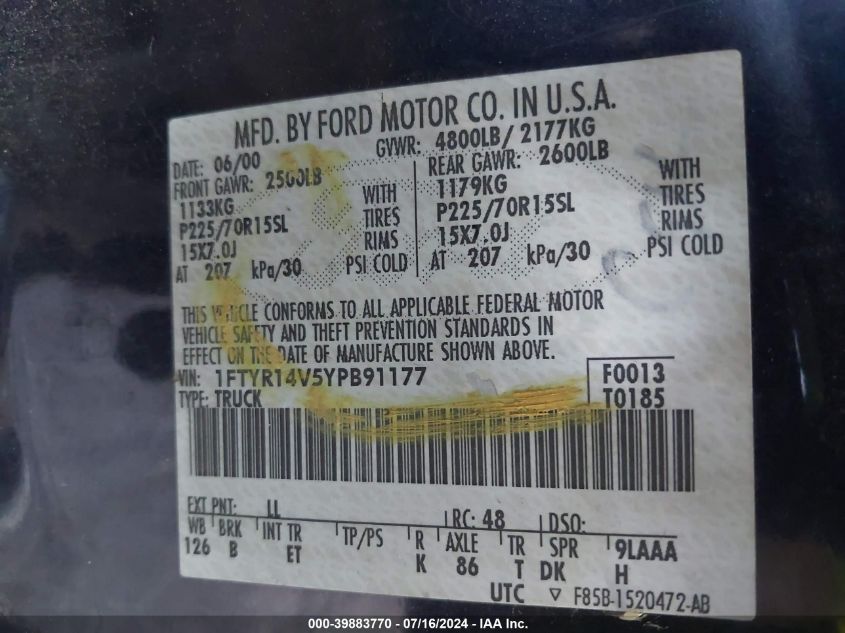 MFD. BY FORD MOTOR CO. IN U.S.A.
DATE: 06/00 GVWR: 4800LB/ 2177KG
FRONT GAWR: 2500LB REAR GAWR: 2600LB
1133KG WITH 1179KG WITH
P225/70R15SL TIRES P225/70R15SL TIRES
15X7.0J RIMS 15X7.0J RIMS
AT 207 kPa/30 PSI COLD AT 207 kPa/30 PSI COLD
THIS VEHICLE CONFORMS TO ALL APPLICABLE FEDERAL MOTOR
VEHICLE SAFETY AND THEFT PREVENTION STANDARDS IN
EFFECT ON THE DATE OF MANUFACTURE SHOWN ABOVE.
VIN: 1FTYR14V5YPB91177 F0013
TYPE: TRUCK T0185
EXT PNT: LL RC: 48 DSO:
WB BRK INT TR TP/PS R AXLE TR SPR 9LAAA
126 B ET K 86 T DK H
UTC ▽ F85B-1520472-AB
000-39883770 - 07/16/2024 - IAA Inc.